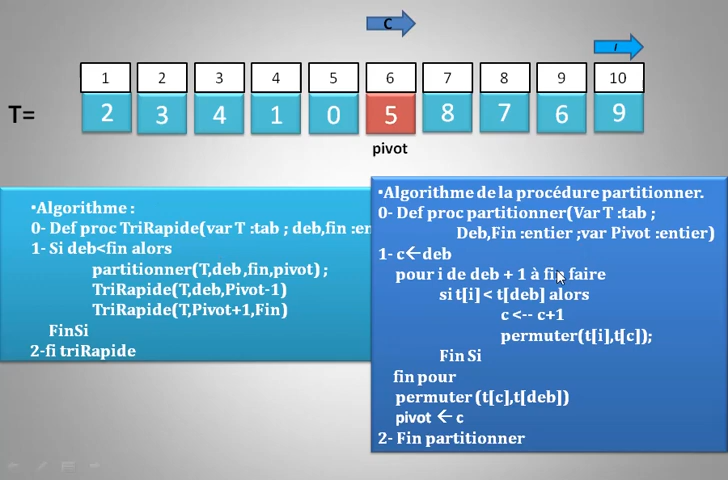 C
i
1 2 3 4 5 6 7 8 9 10
T= 2 3 4 1 0 5 8 7 6 9
pivot
▪Algorithme :
0- Def proc TriRapide(var T :tab ; deb,fin :en
1- Si deb<fin alors
partitionner(T,deb,fin,pivot) ;
TriRapide(T,deb,Pivot-1)
TriRapide(T,Pivot+1,Fin)
FinSi
2-fi triRapide
▪Algorithme de la procédure partitionner.
0- Def proc partitionner(Var T :tab ;
Deb,Fin :entier ;var Pivot :entier)
1- c←deb
pour i de deb + 1 à fin faire
si t[i] < t[deb] alors
c <-- c+1
permuter(t[i],t[c]);
Fin Si
fin pour
permuter (t[c],t[deb])
pivot ← c
2- Fin partitionner